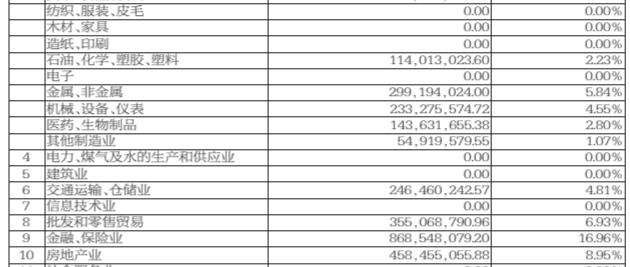 纺织、服装、皮毛 0.00 0.00%
木材、家具 0.00 0.00%
造纸、印刷 0.00 0.00%
石油、化学、塑胶、塑料 114,013,023.60 2.23%
电子 0.00 0.00%
金属、非金属 299,194,024.00 5.84%
机械、设备、仪表 233,275,574.72 4.55%
医药、生物制品 143,631,655.38 2.80%
其他制造业 54,919,579.55 1.07%
4 电力、煤气及水的生产和供应业 0.00 0.00%
5 建筑业 0.00 0.00%
6 交通运输、仓储业 246,460,242.57 4.81%
7 信息技术业 0.00 0.00%
8 批发和零售贸易 355,068,790.96 6.93%
9 金融、保险业 868,548,079.20 16.96%
10 房地产业 458,455,055.88 8.95%